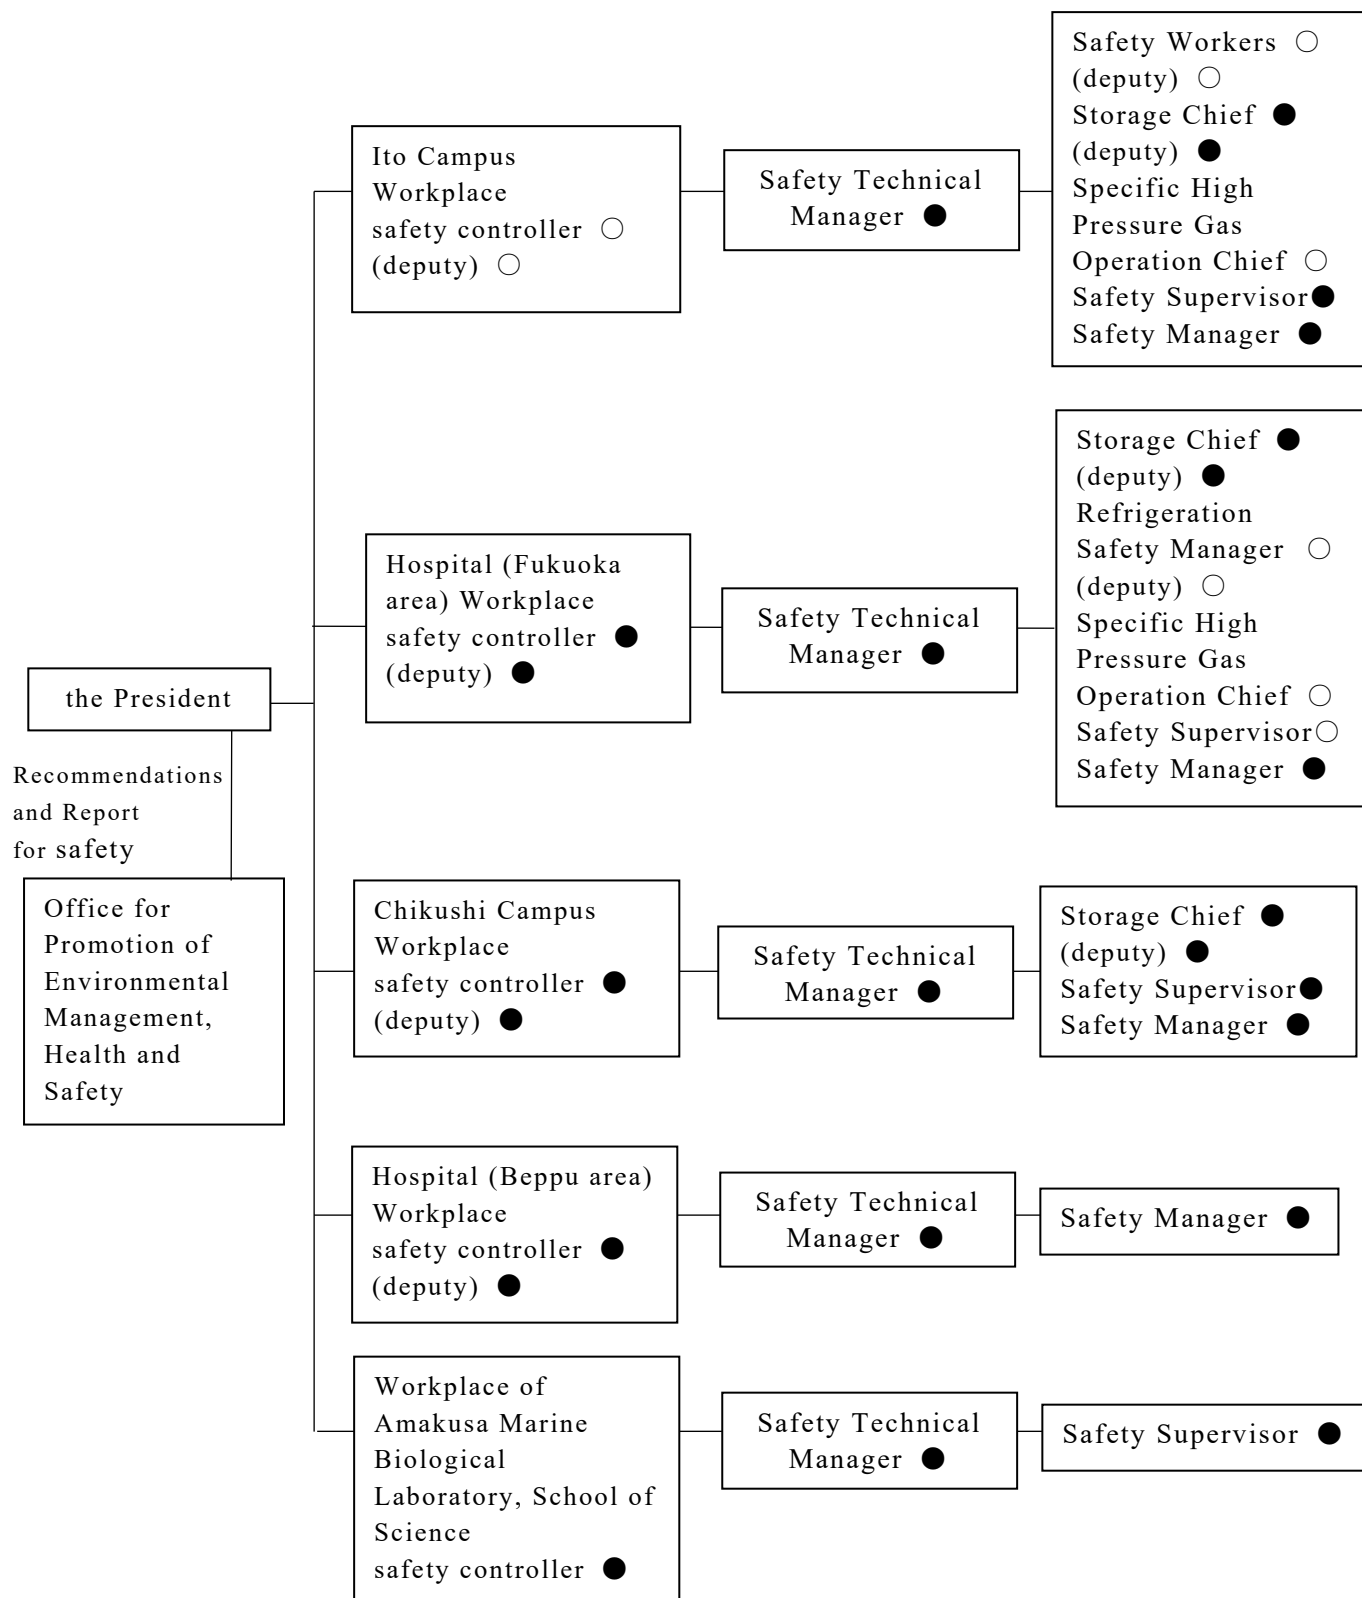 the President
Recommendations
and Report
for safety
Office for
Promotion of
Environmental
Management,
Health and
Safety
Ito Campus
Workplace
safety controller ○
(deputy) ○
Safety Technical
Manager ●
Safety Workers ○
(deputy) ○
Storage Chief ●
(deputy) ●
Specific High
Pressure Gas
Operation Chief ○
Safety Supervisor●
Safety Manager ●
Hospital (Fukuoka
area) Workplace
safety controller ●
(deputy) ●
Safety Technical
Manager ●
Storage Chief ●
(deputy) ●
Refrigeration
Safety Manager ○
(deputy) ○
Specific High
Pressure Gas
Operation Chief ○
Safety Supervisor○
Safety Manager ●
Chikushi Campus
Workplace
safety controller ●
(deputy) ●
Safety Technical
Manager ●
Storage Chief ●
(deputy) ●
Safety Supervisor●
Safety Manager ●
Hospital (Beppu area)
Workplace
safety controller ●
(deputy) ●
Safety Technical
Manager ●
Safety Manager ●
Workplace of
Amakusa Marine
Biological
Laboratory, School of
Science
safety controller ●
Safety Technical
Manager ●
Safety Supervisor ●